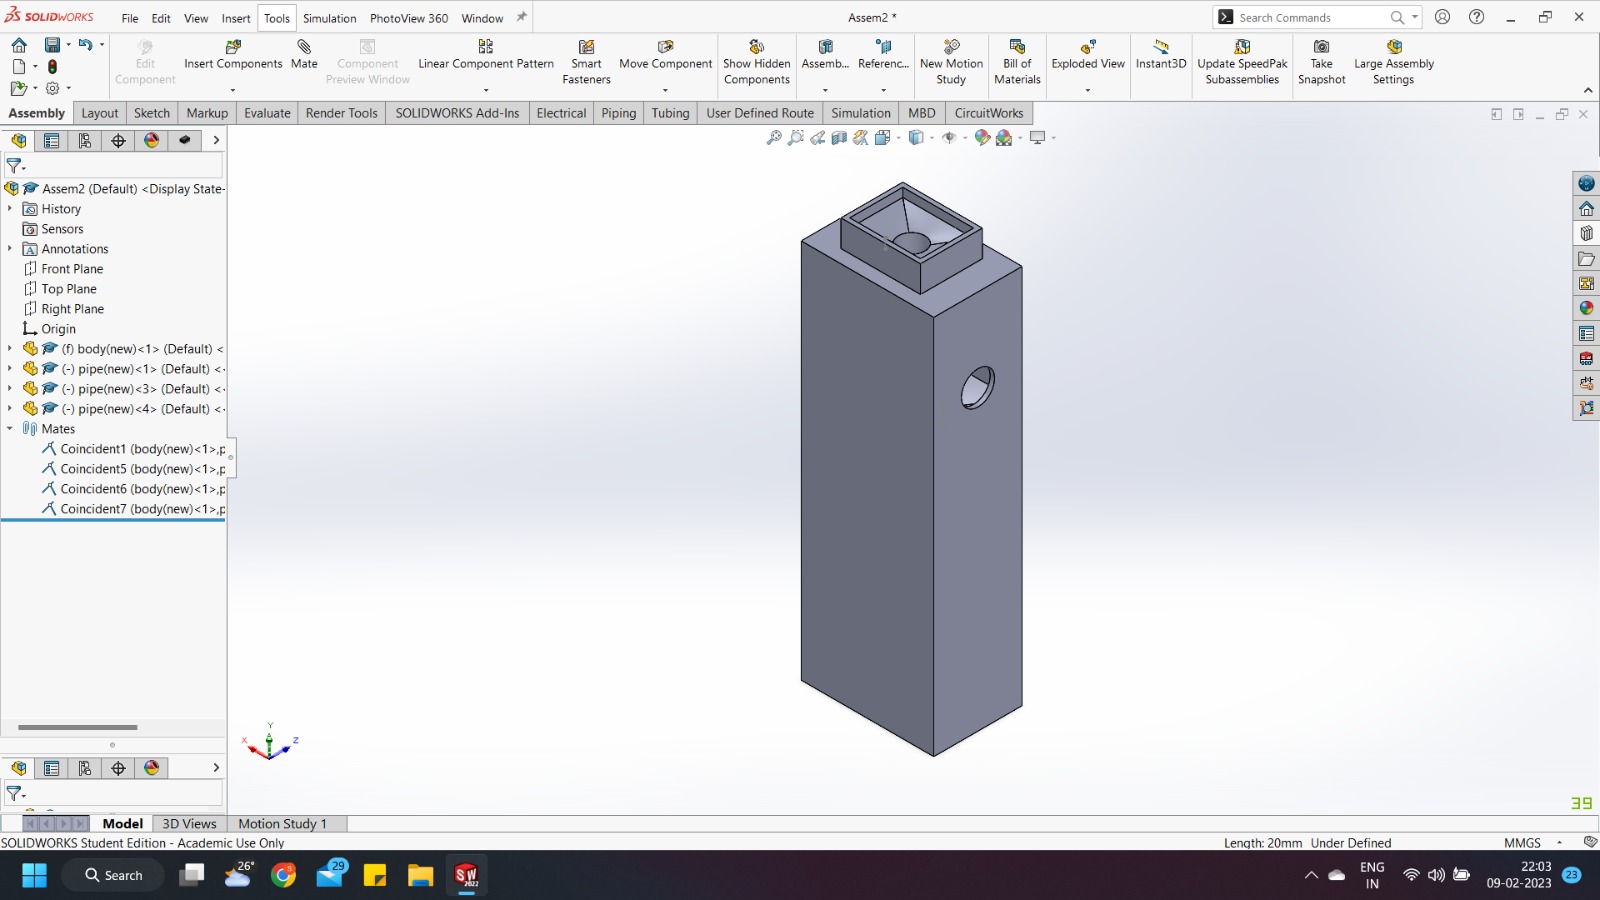 SOLIDWORKS
File Edit View Insert Tools Simulation PhotoView 360 Window
Assem2 *
Search Commands
Edit Component
Insert Components
Mate
Component Preview Window
Linear Component Pattern
Smart Fasteners
Move Component
Show Hidden Components
Assemb...
Referenc...
New Motion Study
Bill of Materials
Exploded View
Instant3D
Update SpeedPak Subassemblies
Take Snapshot
Large Assembly Settings
Assembly Layout Sketch Markup Evaluate Render Tools SOLIDWORKS Add-Ins Electrical Piping Tubing User Defined Route Simulation MBD CircuitWorks
Assem2 (Default) <Display State-
History
Sensors
A Annotations
Front Plane
Top Plane
Right Plane
Origin
(f) body(new)<1> (Default) <
(-) pipe(new)<1> (Default) <
(-) pipe(new)<3> (Default) <
(-) pipe(new)<4> (Default) <
Mates
Coincident1 (body(new)<1>,p
Coincident5 (body(new)<1>,p
Coincident6 (body(new)<1>,p
Coincident7 (body(new)<1>,p
Y
X Z
39
Model 3D Views Motion Study 1
SOLIDWORKS Student Edition - Academic Use Only
Length: 20mm Under Defined MMGS
Search
26°
29
SW 2022
ENG IN
22:03
09-02-2023
23